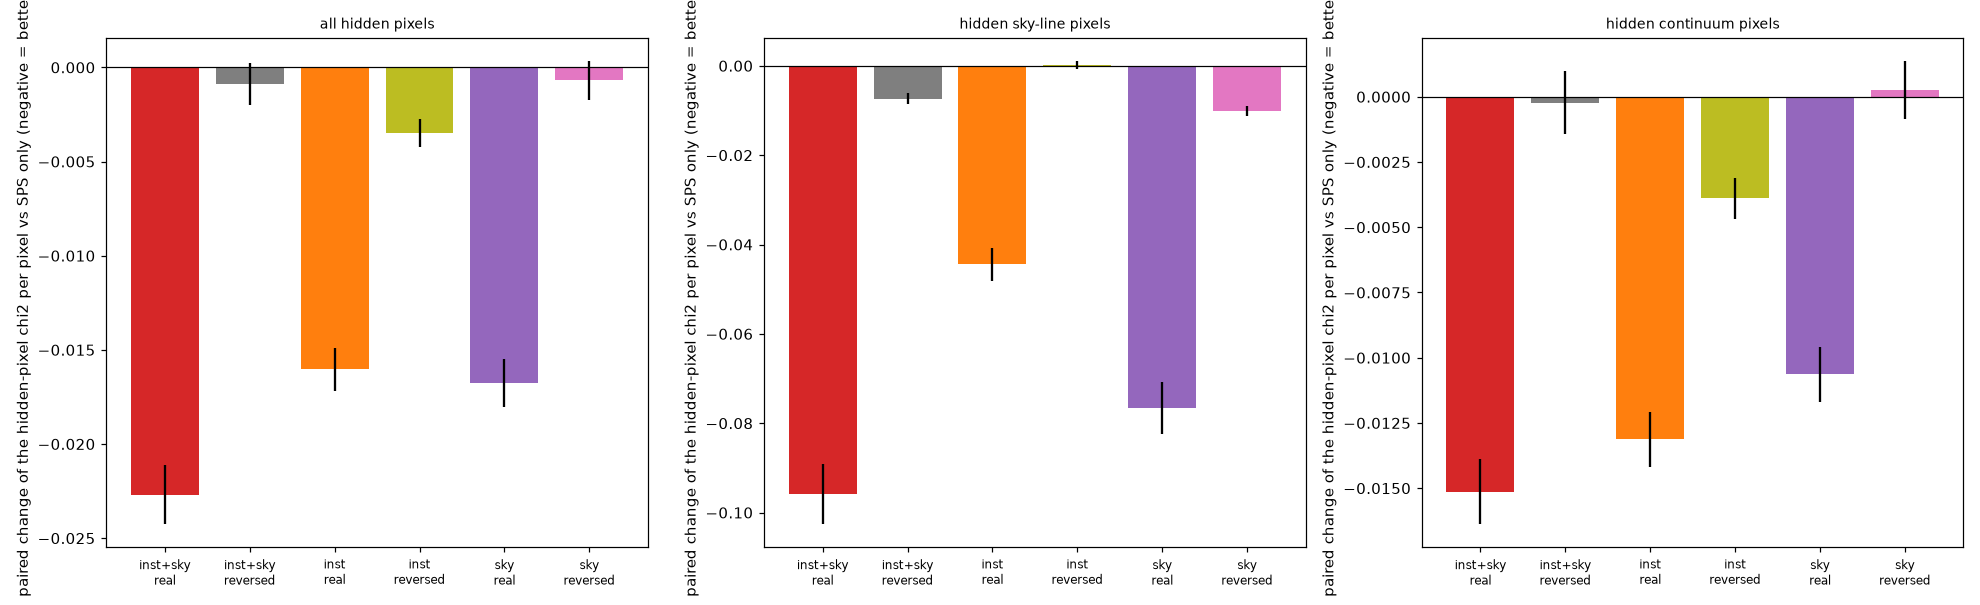 all hidden pixels
paired change of the hidden-pixel chi2 per pixel vs SPS only (negative = bette
0.000
−0.005
−0.010
−0.015
−0.020
−0.025
inst+sky
real
inst+sky
reversed
inst
real
inst
reversed
sky
real
sky
reversed
hidden sky-line pixels
paired change of the hidden-pixel chi2 per pixel vs SPS only (negative = bette
0.00
−0.02
−0.04
−0.06
−0.08
−0.10
inst+sky
real
inst+sky
reversed
inst
real
inst
reversed
sky
real
sky
reversed
hidden continuum pixels
paired change of the hidden-pixel chi2 per pixel vs SPS only (negative = bette
0.0000
−0.0025
−0.0050
−0.0075
−0.0100
−0.0125
−0.0150
inst+sky
real
inst+sky
reversed
inst
real
inst
reversed
sky
real
sky
reversed